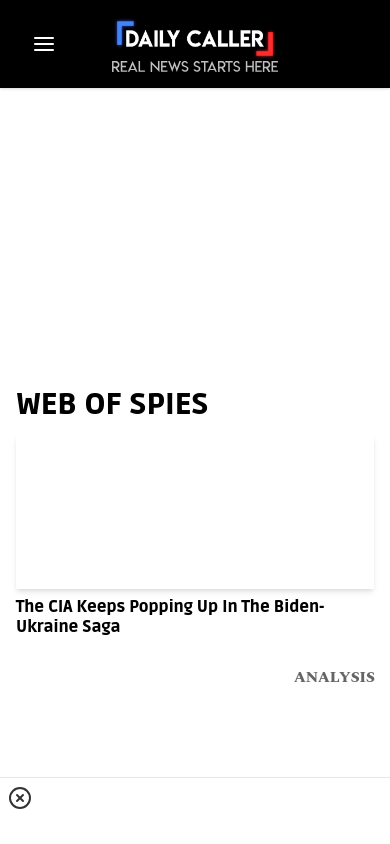 DAILY CALLER
REAL NEWS STARTS HERE
WEB OF SPIES
The CIA Keeps Popping Up In The Biden-
Ukraine Saga
ANALYSIS